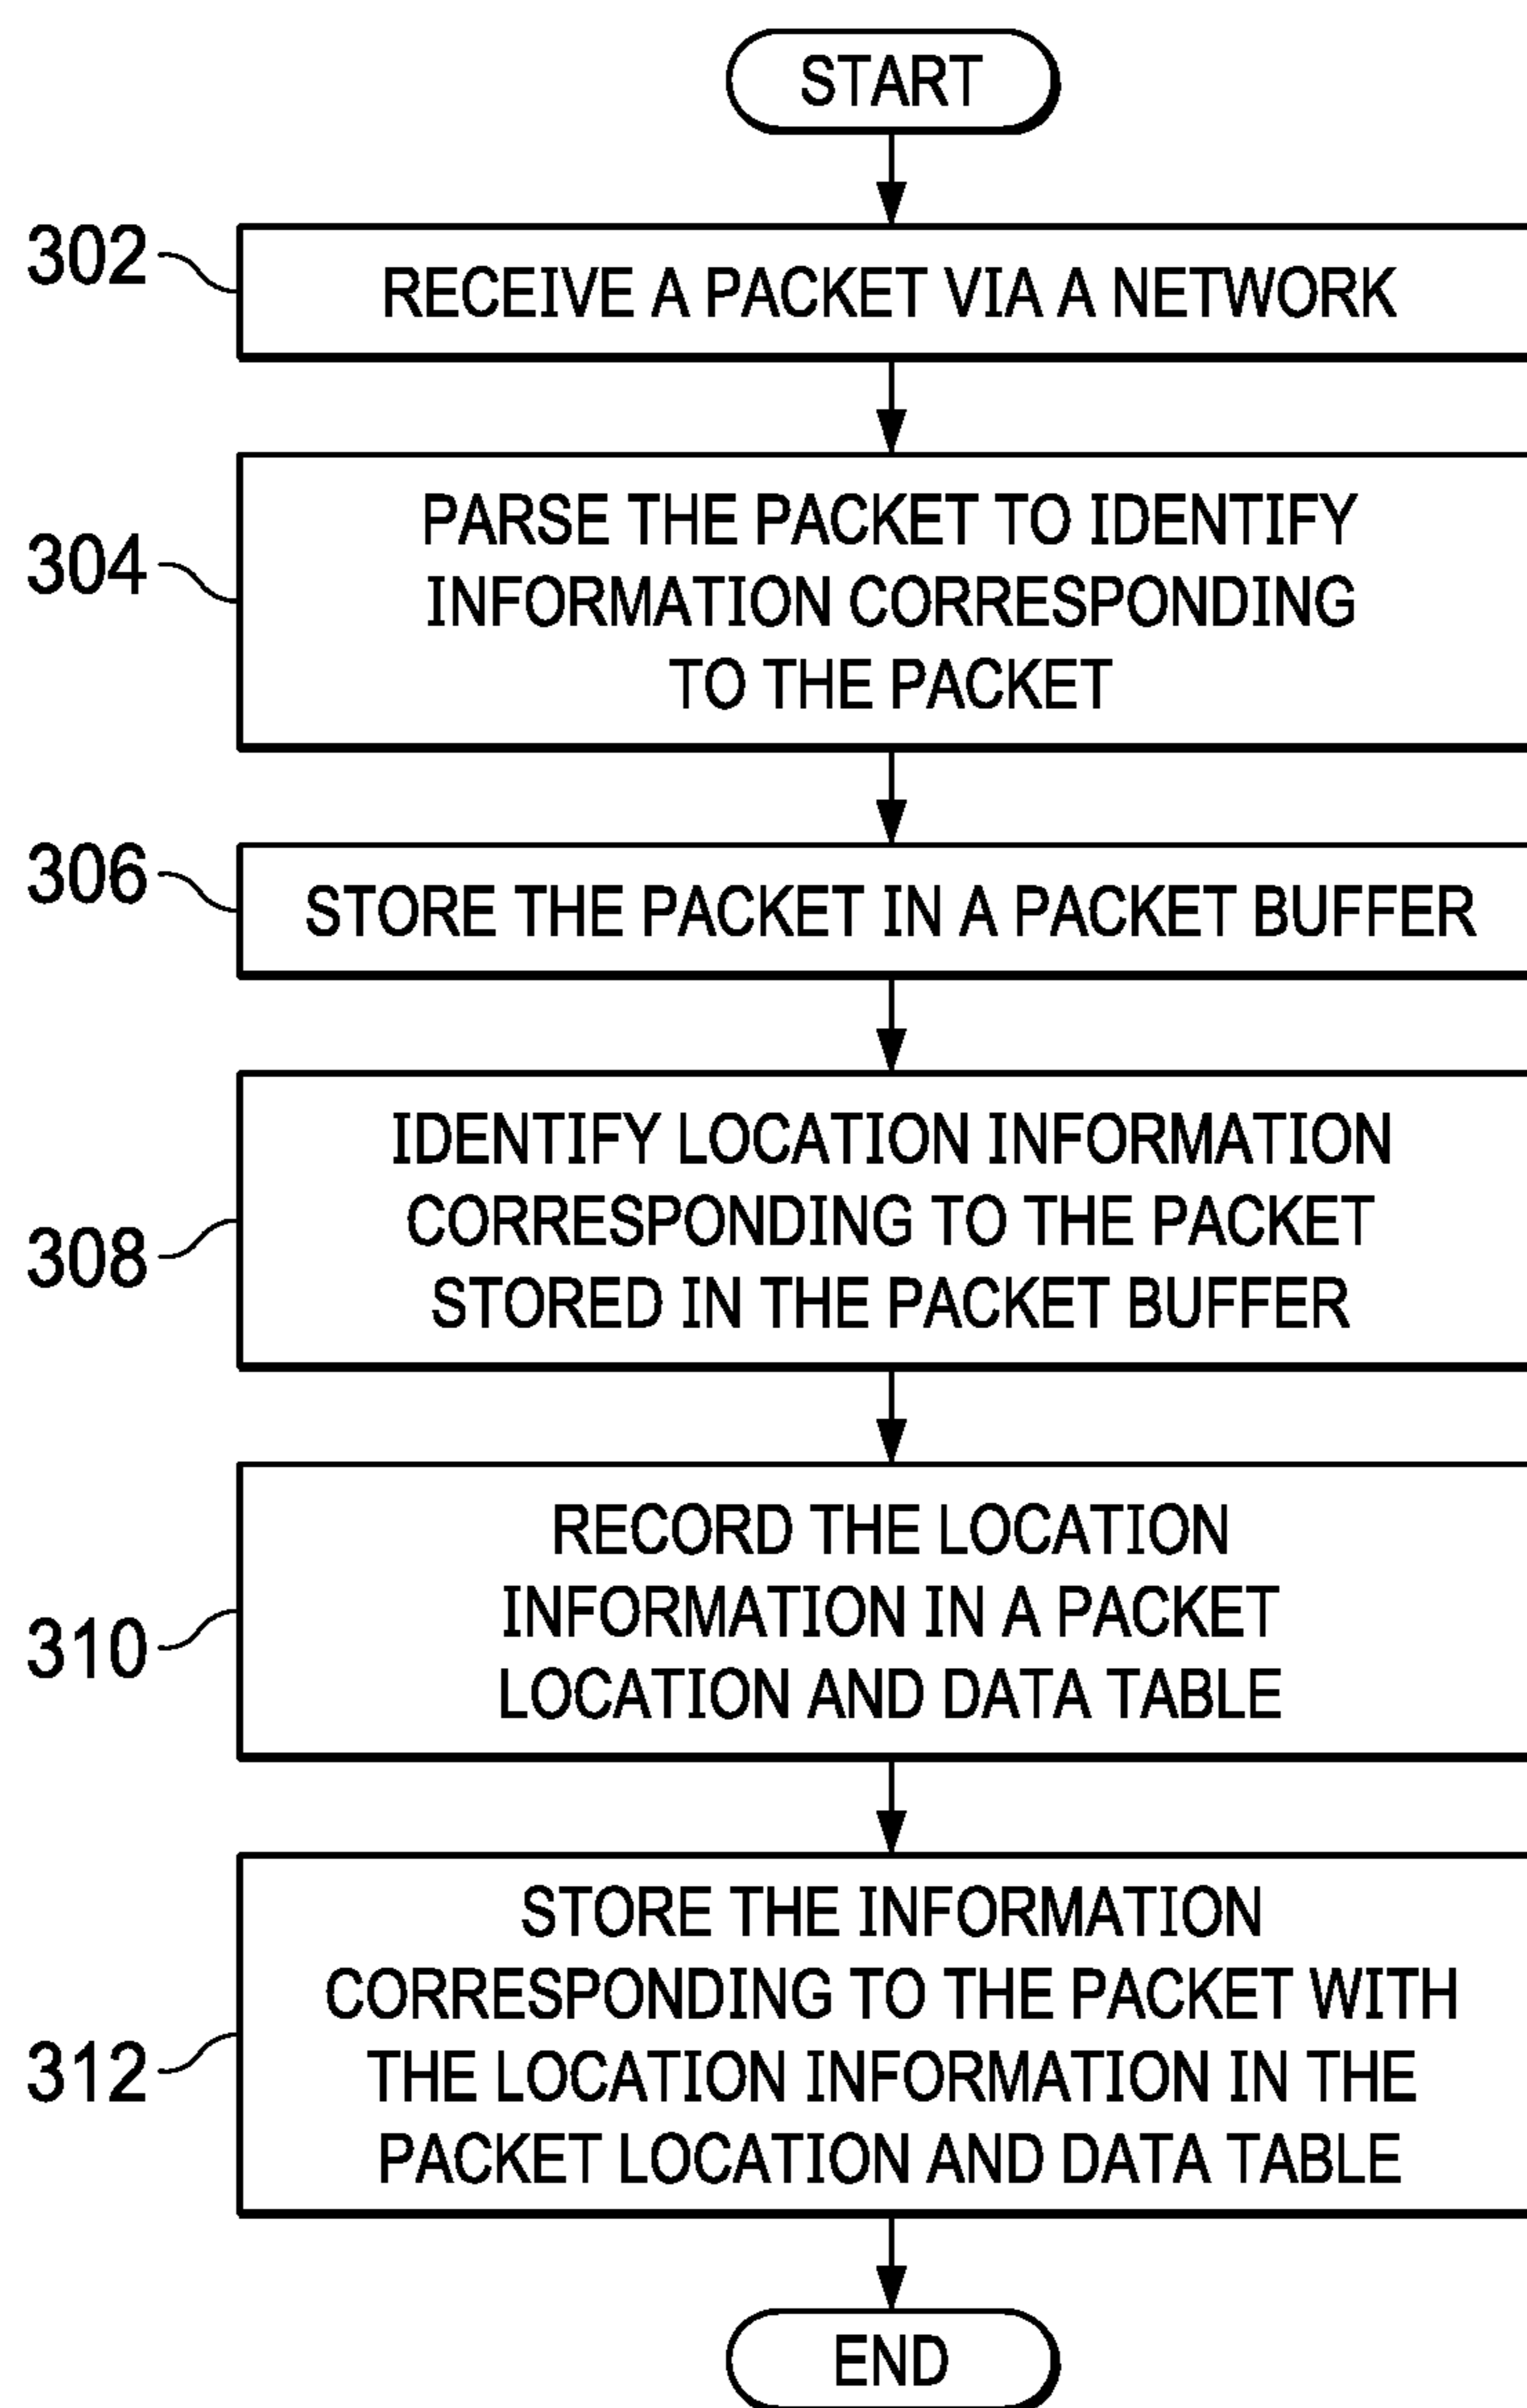 START
302
RECEIVE A PACKET VIA A NETWORK
304
PARSE THE PACKET TO IDENTIFY
INFORMATION CORRESPONDING
TO THE PACKET
306
STORE THE PACKET IN A PACKET BUFFER
308
IDENTIFY LOCATION INFORMATION
CORRESPONDING TO THE PACKET
STORED IN THE PACKET BUFFER
310
RECORD THE LOCATION
INFORMATION IN A PACKET
LOCATION AND DATA TABLE
312
STORE THE INFORMATION
CORRESPONDING TO THE PACKET WITH
THE LOCATION INFORMATION IN THE
PACKET LOCATION AND DATA TABLE
END